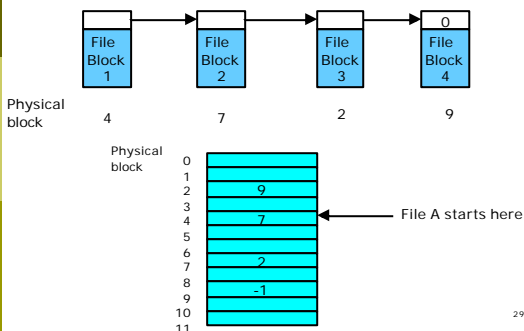 0
File Block 1
File Block 2
File Block 3
File Block 4
Physical block
4 7 2 9
Physical block
0
1
2 9
3
4 7
5
6
7 2
8
9 -1
10
11
File A starts here
29